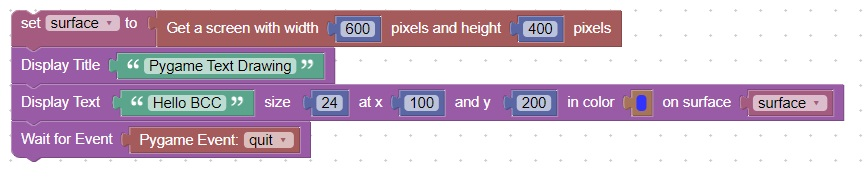 set surface to Get a screen with width 600 pixels and height 400 pixels
Display Title “ Pygame Text Drawing ”
Display Text “ Hello BCC ” size 24 at x 100 and y 200 in color on surface surface
Wait for Event Pygame Event: quit